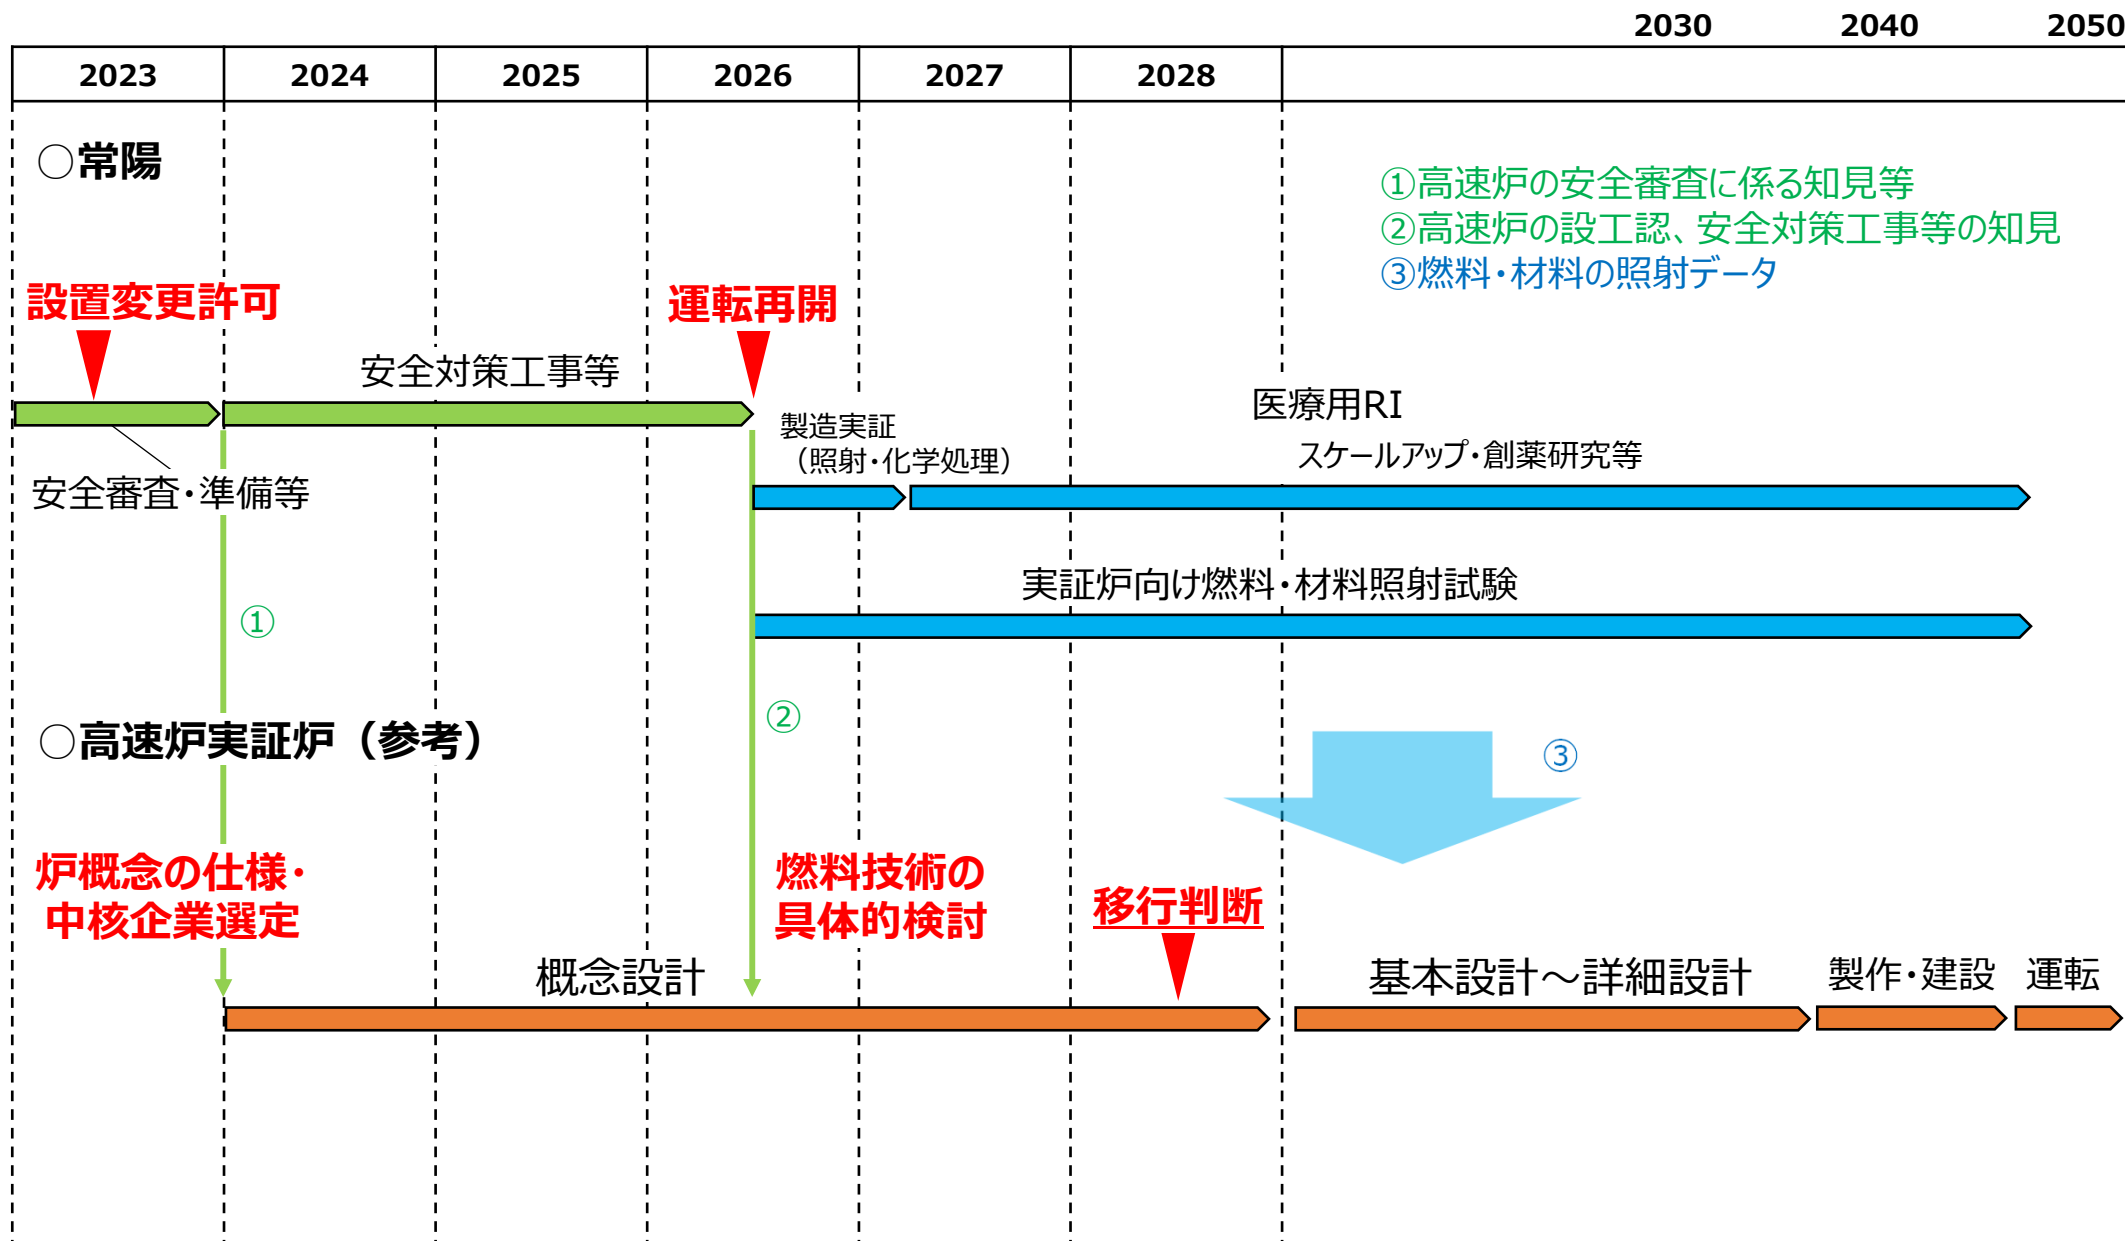 2030 2040 2050
2023 2024 2025 2026 2027 2028
○常陽
①高速炉の安全審査に係る知見等
②高速炉の設工認、安全対策工事等の知見
③燃料・材料の照射データ
設置変更許可
運転再開
安全対策工事等
医療用RI
製造実証
（照射・化学処理）
スケールアップ・創薬研究等
安全審査・準備等
実証炉向け燃料・材料照射試験
①
②
○高速炉実証炉（参考）
③
炉概念の仕様・
中核企業選定
燃料技術の
具体的検討
移行判断
概念設計
基本設計～詳細設計
製作・建設
運転